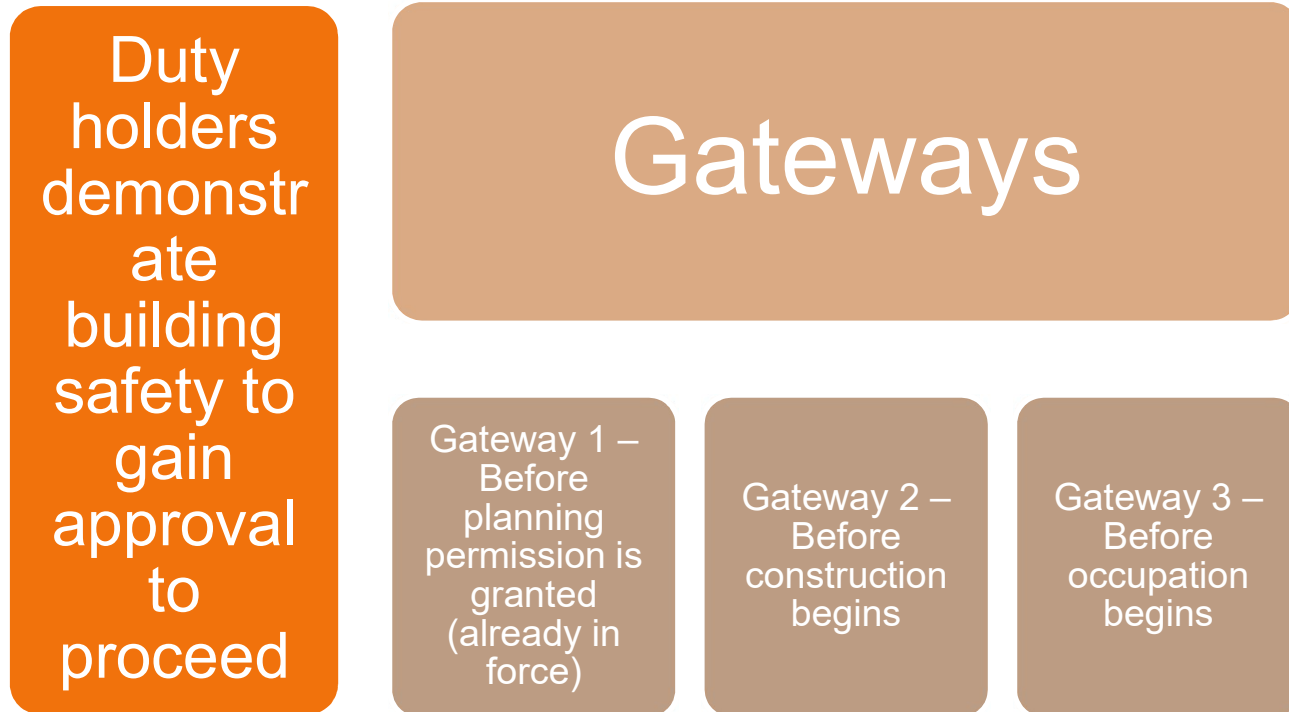 Duty
holders
demonstr
ate
building
safety to
gain
approval
to
proceed
Gateways
Gateway 1 –
Before
planning
permission is
granted
(already in
force)
Gateway 2 –
Before
construction
begins
Gateway 3 –
Before
occupation
begins